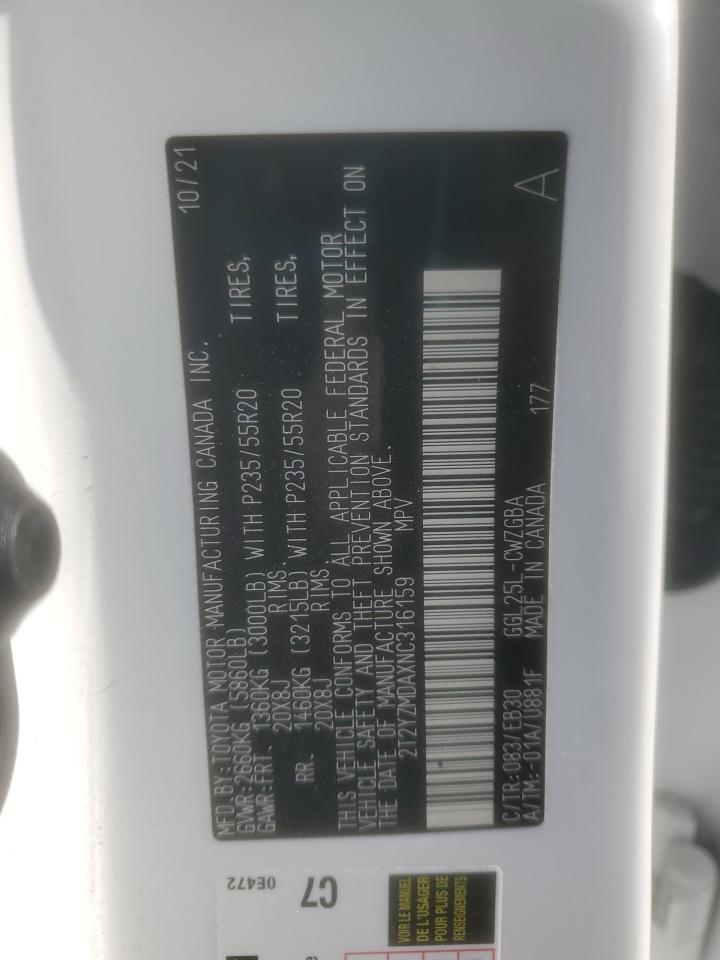 MFD.BY:TOYOTA MOTOR MANUFACTURING CANADA INC. 10/21
GVWR:2660KG (5860LB)
GAWR:FRT. 1360KG (3000LB) WITH P235/55R20 TIRES,
20X8J RIMS.
RR. 1460KG (3215LB) WITH P235/55R20 TIRES,
20X8J RIMS
THIS VEHICLE CONFORMS TO ALL APPLICABLE FEDERAL MOTOR
VEHICLE SAFETY AND THEFT PREVENTION STANDARDS IN EFFECT ON
THE DATE OF MANUFACTURE SHOWN ABOVE.
2T2YZMDAXNC316159 MPV
C/TR:083/EB30 GGL25L-CWZGBA A
A/TM:-01A/U881F MADE IN CANADA 177
0E472
C7
VOIR LE MANUEL
DE L'USAGER
POUR PLUS DE
RENSEIGNEMENTS